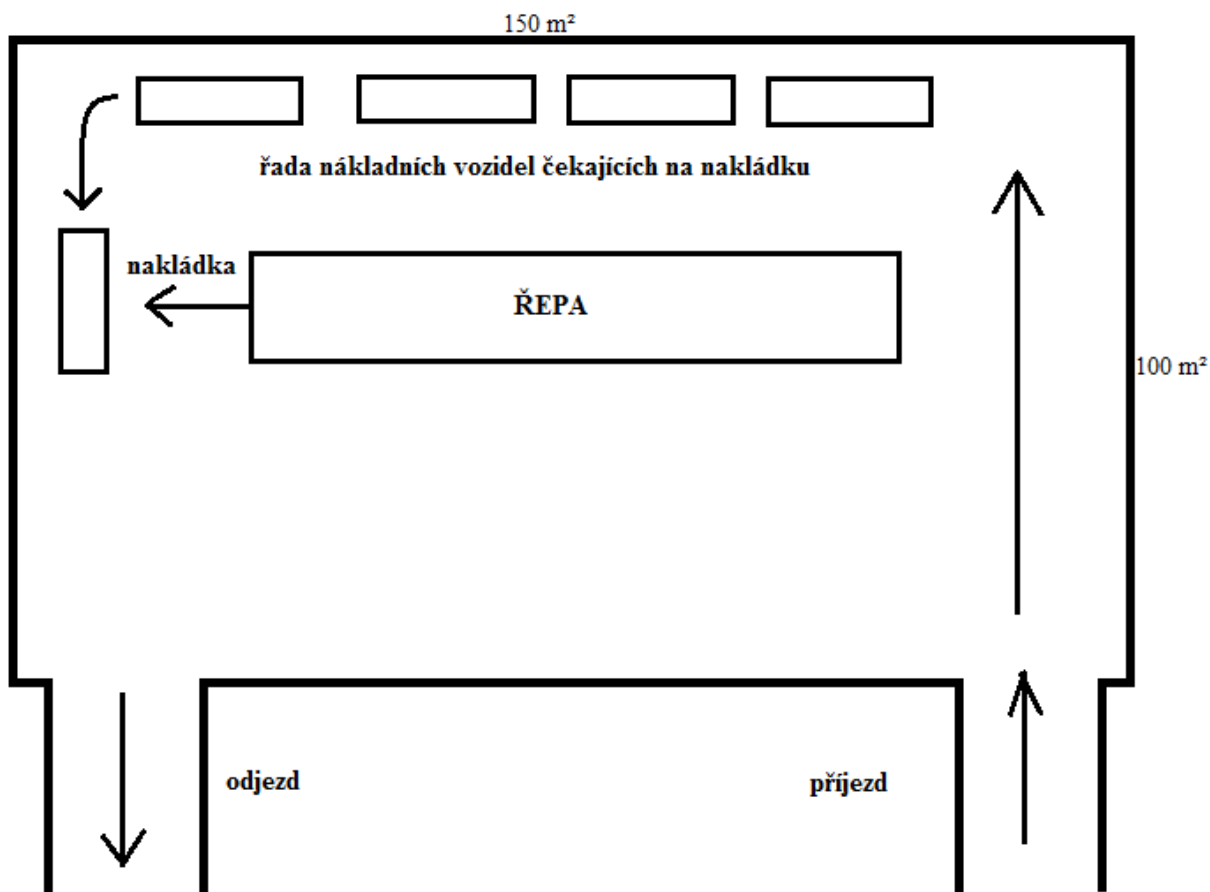 150 m²
řada nákladních vozidel čekajících na nakládku
nakládka
ŘEPA
100 m²
odjezd
příjezd